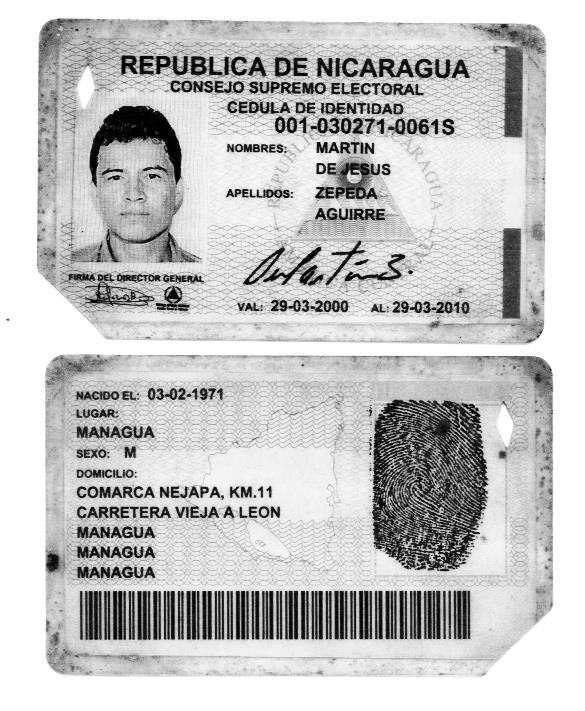 REPUBLICA DE NICARAGUA
CONSEJO SUPREMO ELECTORAL
CEDULA DE IDENTIDAD
001-030271-0061S
NOMBRES: MARTIN
DE JESUS
APELLIDOS: ZEPEDA
AGUIRRE
FIRMA DEL DIRECTOR GENERAL
VAL: 29-03-2000 AL: 29-03-2010
NACIDO EL: 03-02-1971
LUGAR:
MANAGUA
SEXO: M
DOMICILIO:
COMARCA NEJAPA, KM.11
CARRETERA VIEJA A LEON
MANAGUA
MANAGUA
MANAGUA